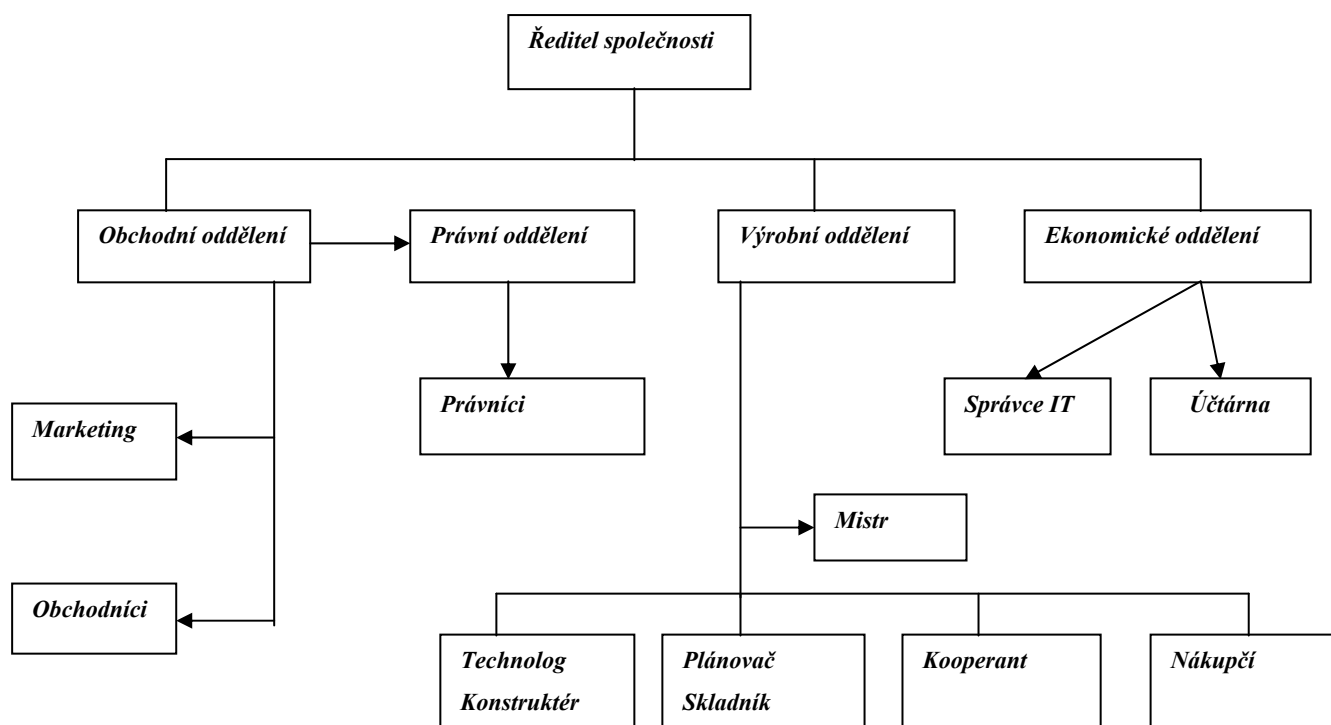 Ředitel společnosti
Obchodní oddělení
Právní oddělení
Výrobní oddělení
Ekonomické oddělení
Právníci
Správce IT
Účtárna
Marketing
Mistr
Obchodníci
Technolog
Konstruktér
Plánovač
Skladník
Kooperant
Nákupčí